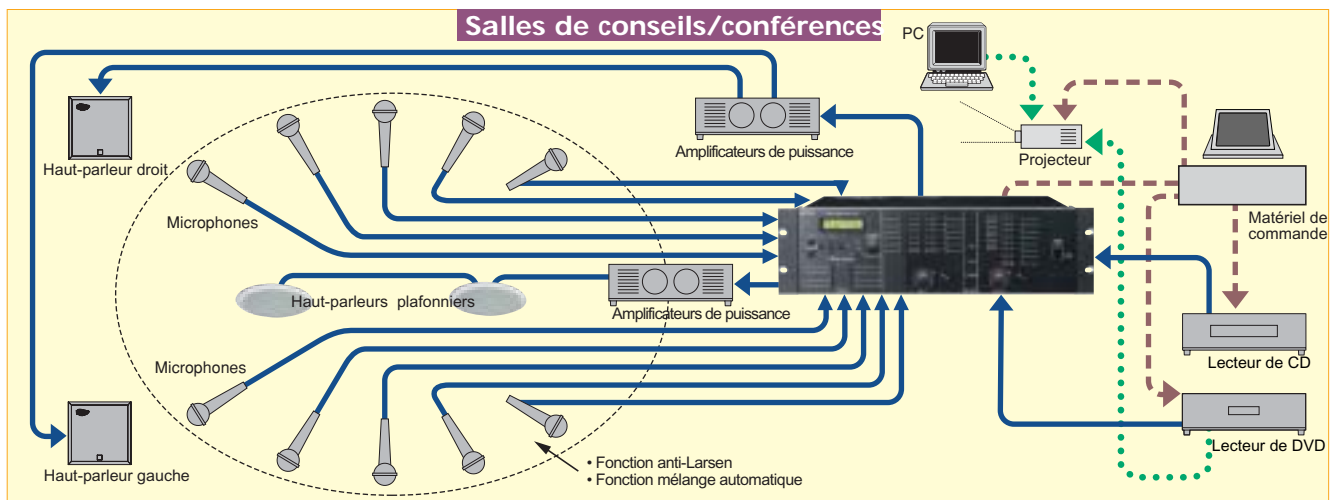 Salles de conseils/conférences
PC
Haut-parleur droit
Amplificateurs de puissance
Projecteur
Microphones
Matériel de
commande
Haut-parleurs plafonniers
Amplificateurs de puissance
Microphones
Lecteur de CD
Lecteur de DVD
Haut-parleur gauche
• Fonction anti-Larsen
• Fonction mélange automatique